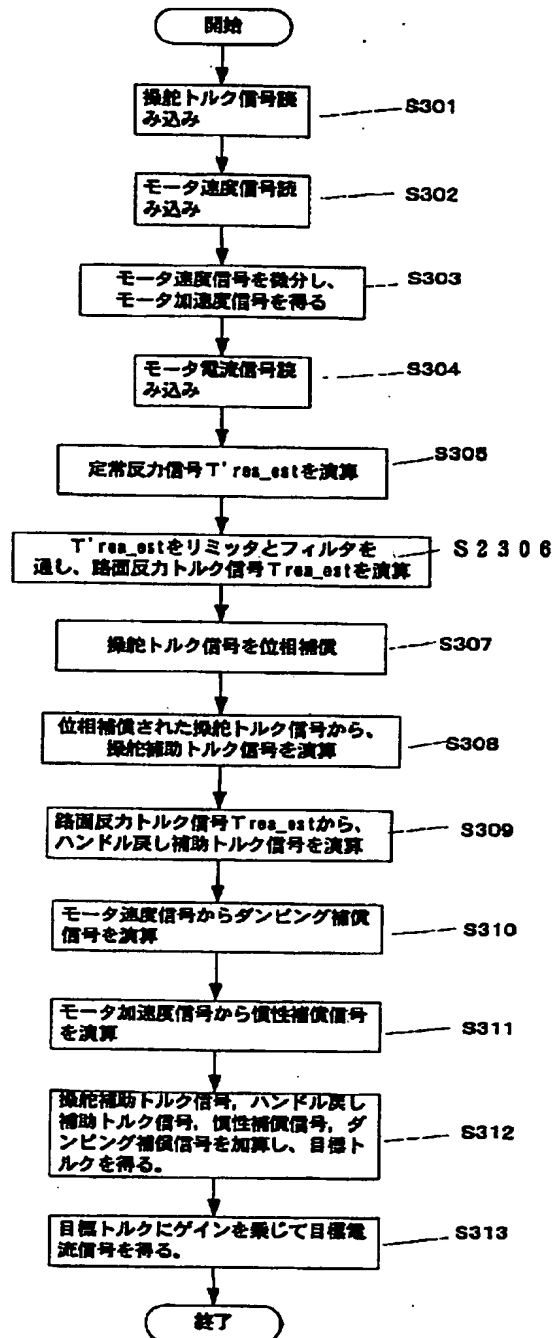 開始
操舵トルク信号読
み込み
S301
モータ速度信号読
み込み
S302
モータ速度信号を微分し、
モータ加速度信号を得る
S303
モータ電流信号読
み込み
S304
定常反力信号T'rea_estを演算
S305
T'rea_estをリミッタとフィルタを
通し、路面反力トルク信号Trea_estを演算
S2306
操舵トルク信号を位相補償
S307
位相補償された操舵トルク信号から、
操舵補助トルク信号を演算
S308
路面反力トルク信号Trea_estから、
ハンドル戻し補助トルク信号を演算
S309
モータ速度信号からダンピング補償
信号を演算
S310
モータ加速度信号から慣性補償信号
を演算
S311
操舵補助トルク信号，ハンドル戻し
補助トルク信号，慣性補償信号，ダ
ンピング補償信号を加算し、目標ト
ルクを得る。
S312
目標トルクにゲインを乗じて目標電
流信号を得る。
S313
終了